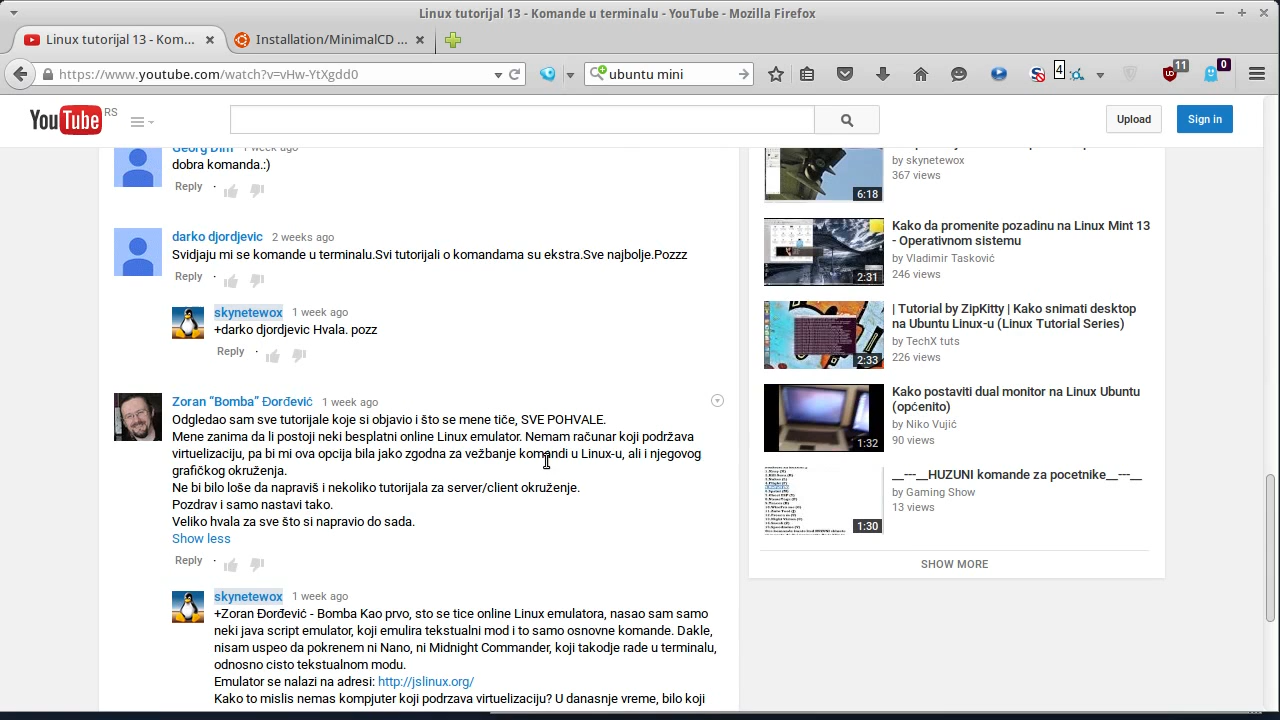 Linux tutorijal 13 - Komande u terminalu - YouTube - Mozilla Firefox
Linux tutorijal 13 - Kom...
Installation/MinimalCD ...
https://www.youtube.com/watch?v=vHw-YtXgdd0
ubuntu mini
4
11
0
YouTube RS
Upload
Sign in
Georg Dim 1 week ago
dobra komanda.:)
Reply ·
darko djordjevic 2 weeks ago
Svidjaju mi se komande u terminalu.Svi tutorijali o komandama su ekstra.Sve najbolje.Pozzz
Reply ·
skynetewox 1 week ago
+darko djordjevic Hvala. pozz
Reply ·
Zoran “Bomba” Đorđević 1 week ago
Odgledao sam sve tutorijale koje si objavio i što se mene tiče, SVE POHVALE.
Mene zanima da li postoji neki besplatni online Linux emulator. Nemam računar koji podržava
virtuelizaciju, pa bi mi ova opcija bila jako zgodna za vežbanje komandi u Linux-u, ali i njegovog
grafičkog okruženja.
Ne bi bilo loše da napraviš i nekoliko tutorijala za server/client okruženje.
Pozdrav i samo nastavi tako.
Veliko hvala za sve što si napravio do sada.
Show less
Reply ·
skynetewox 1 week ago
+Zoran Đorđević - Bomba Kao prvo, sto se tice online Linux emulatora, nasao sam samo
neki java script emulator, koji emulira tekstualni mod i to samo osnovne komande. Dakle,
nisam uspeo da pokrenem ni Nano, ni Midnight Commander, koji takodje rade u terminalu,
odnosno cisto tekstualnom modu.
Emulator se nalazi na adresi: http://jslinux.org/
Kako to mislis nemas kompjuter koji podrzava virtuelizaciju? U danasnje vreme, bilo koji
by skynetewox
367 views
6:18
Kako da promenite pozadinu na Linux Mint 13
- Operativnom sistemu
by Vladimir Tasković
246 views
2:31
| Tutorial by ZipKitty | Kako snimati desktop
na Ubuntu Linux-u (Linux Tutorial Series)
by TechX tuts
226 views
2:33
Kako postaviti dual monitor na Linux Ubuntu
(općenito)
by Niko Vujić
90 views
1:32
__---__HUZUNI komande za pocetnike__---__
by Gaming Show
13 views
1:30
SHOW MORE